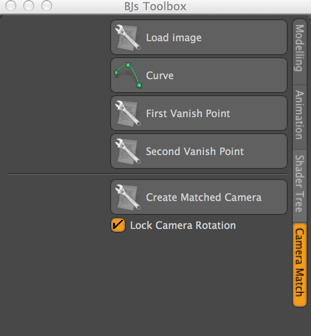 BJs Toolbox
Load image
Curve
First Vanish Point
Second Vanish Point
Create Matched Camera
Lock Camera Rotation
Modelling
Animation
Shader Tree
Camera Match